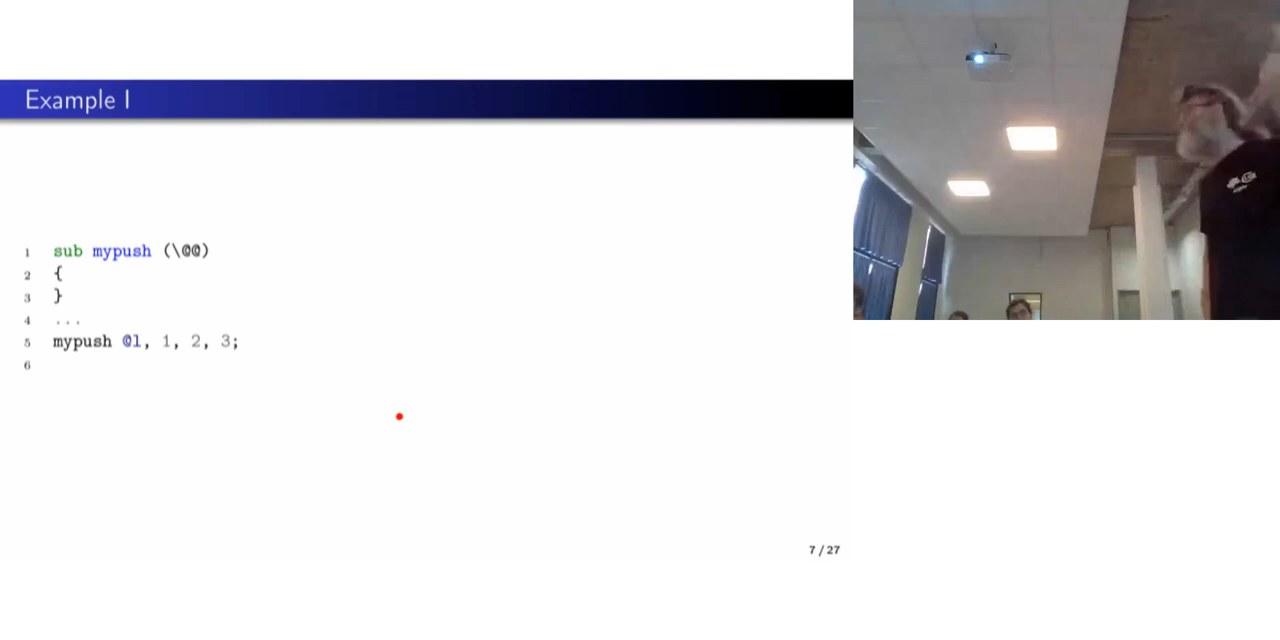 Example I
1 sub mypush (\@@)
2 {
3 }
4 ...
5 mypush @l, 1, 2, 3;
6
7 / 27